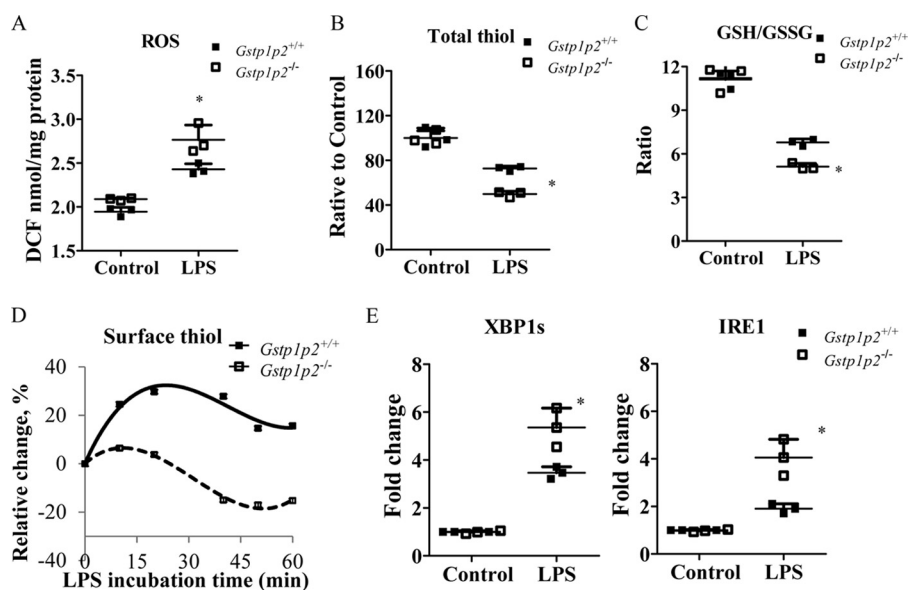 A
ROS
Gstp1p2+/+
Gstp1p2-/-
DCF nmol/mg protein
3.5
3.0
2.5
2.0
1.5
*
Control LPS
B
Total thiol
Gstp1p2+/+
Gstp1p2-/-
Rative to Control
160
120
80
40
0
*
Control LPS
C
GSH/GSSG
Gstp1p2+/+
Gstp1p2-/-
Ratio
12
9
6
3
0
*
Control LPS
D
Surface thiol
Gstp1p2+/+
Gstp1p2-/-
Relative change, %
40
20
0
-20
-40
0 15 30 45 60
LPS incubation time (min)
E
XBP1s
Fold change
8
6
4
2
0
*
Control LPS
IRE1
Gstp1p2+/+
Gstp1p2-/-
Fold change
8
6
4
2
0
*
Control LPS